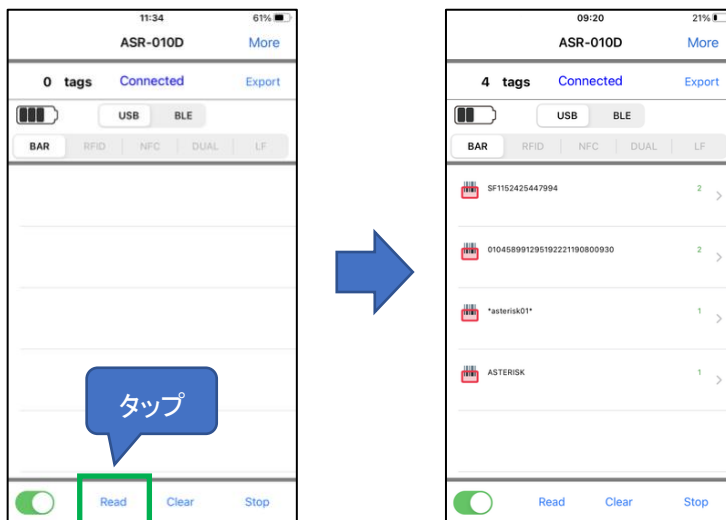 11:34
61%
ASR-010D
More
0 tags
Connected
Export
USB
BLE
BAR
RFID
NFC
DUAL
LF
タップ
Read
Clear
Stop
09:20
21%
ASR-010D
More
4 tags
Connected
Export
USB
BLE
BAR
RFID
NFC
DUAL
LF
SF1152425447994
2
010458991295192221190800930
2
*asterisk01*
1
ASTERISK
1
Read
Clear
Stop